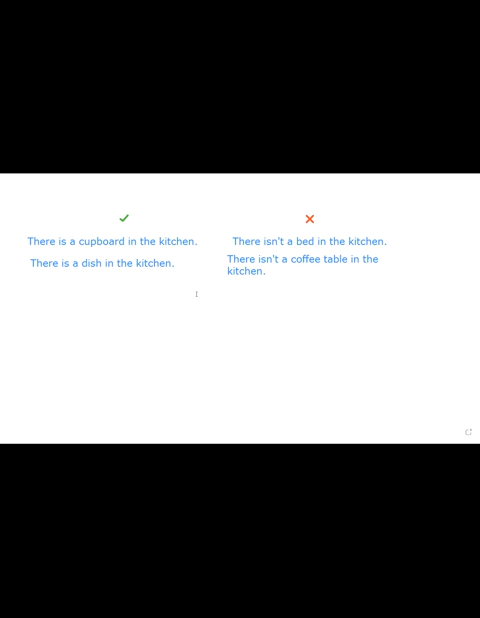 There is a cupboard in the kitchen.
There is a dish in the kitchen.
There isn't a bed in the kitchen.
There isn't a coffee table in the
kitchen.